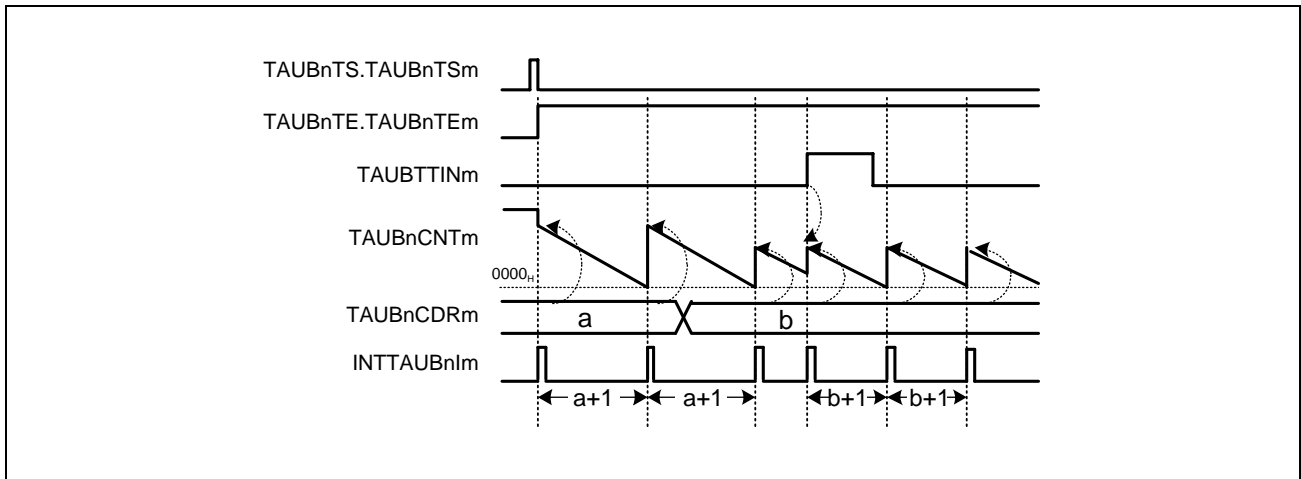 TAUBnTS.TAUBnTSm
TAUBnTE.TAUBnTEm
TAUBTTINm
TAUBnCNTm
0000H
TAUBnCDRm
a
b
INTTAUBnIm
a+1
a+1
b+1
b+1